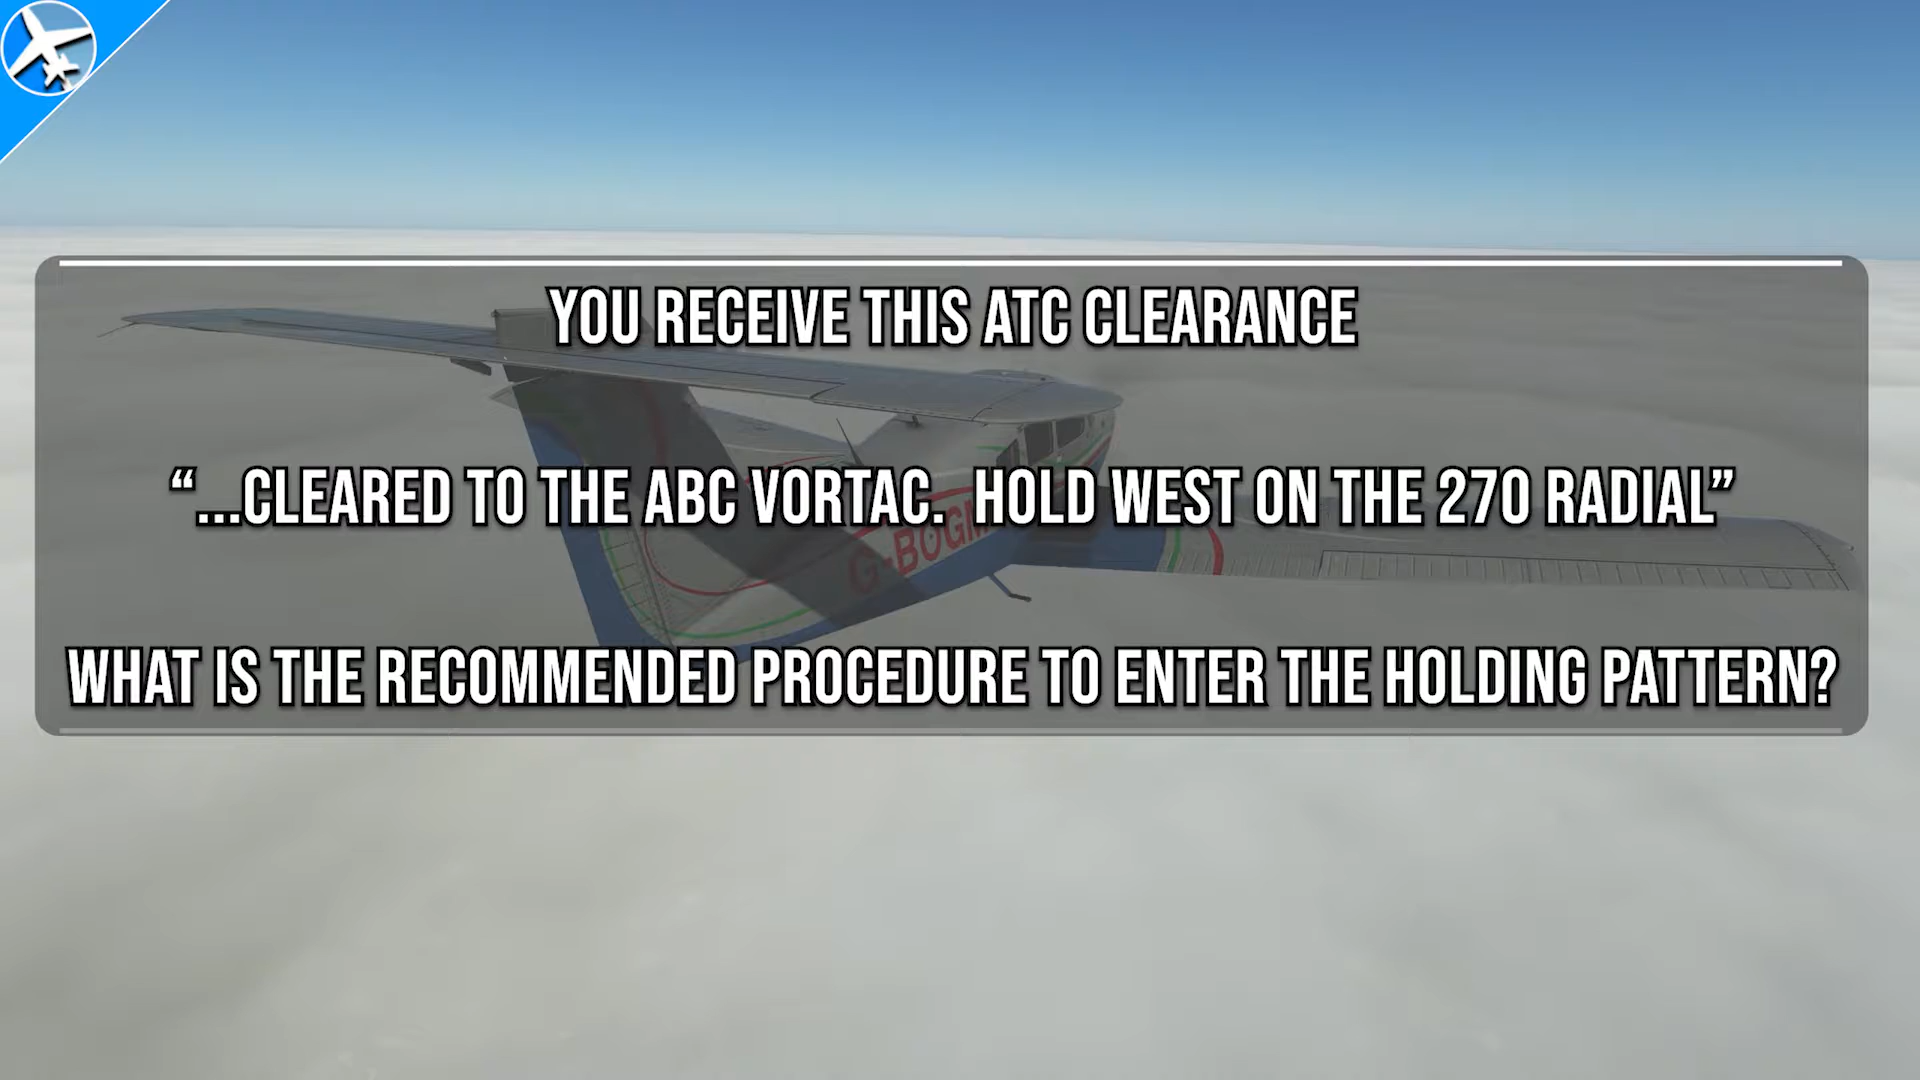 YOU RECEIVE THIS ATC CLEARANCE
“...CLEARED TO THE ABC VORTAC. HOLD WEST ON THE 270 RADIAL”
G-BOGM
WHAT IS THE RECOMMENDED PROCEDURE TO ENTER THE HOLDING PATTERN?